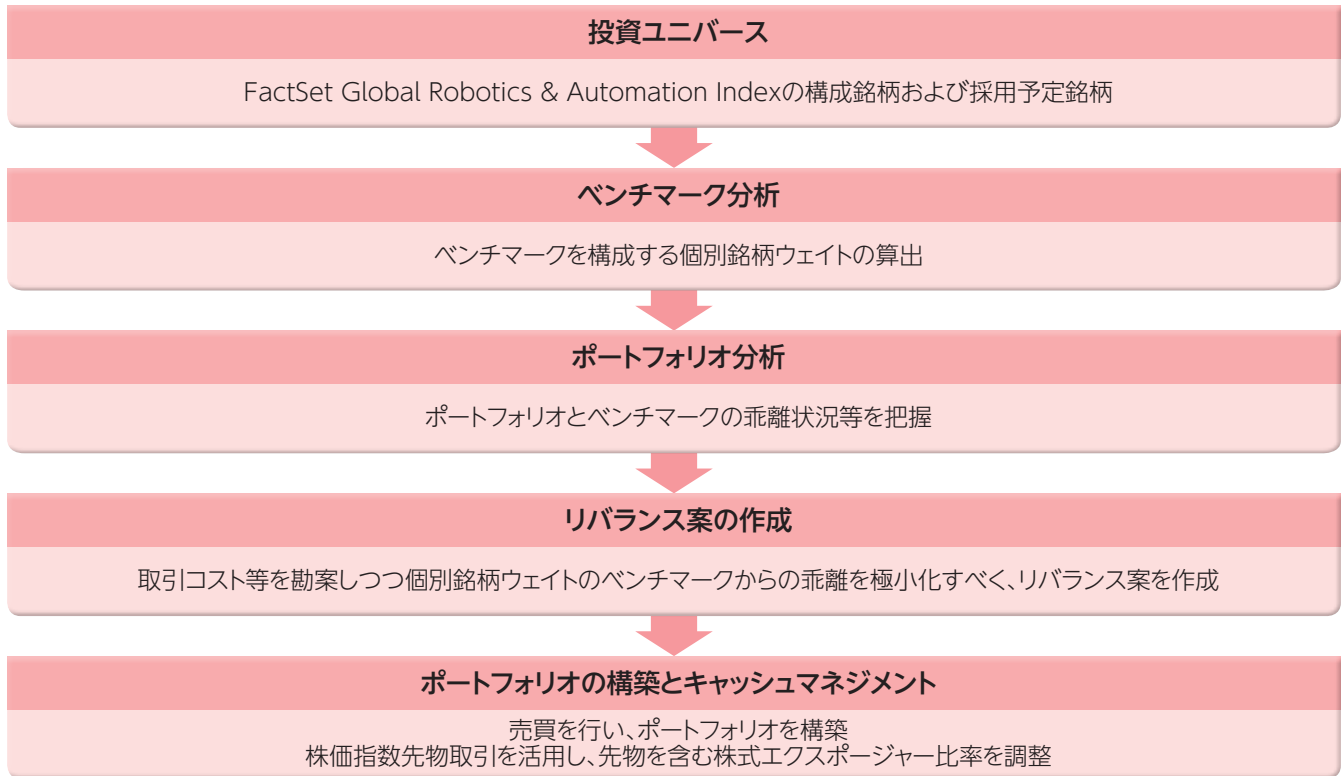 投資ユニバース
FactSet Global Robotics & Automation Indexの構成銘柄および採用予定銘柄
ベンチマーク分析
ベンチマークを構成する個別銘柄ウェイトの算出
ポートフォリオ分析
ポートフォリオとベンチマークの乖離状況等を把握
リバランス案の作成
取引コスト等を勘案しつつ個別銘柄ウェイトのベンチマークからの乖離を極小化すべく、リバランス案を作成
ポートフォリオの構築とキャッシュマネジメント
売買を行い、ポートフォリオを構築
株価指数先物取引を活用し、先物を含む株式エクスポージャー比率を調整